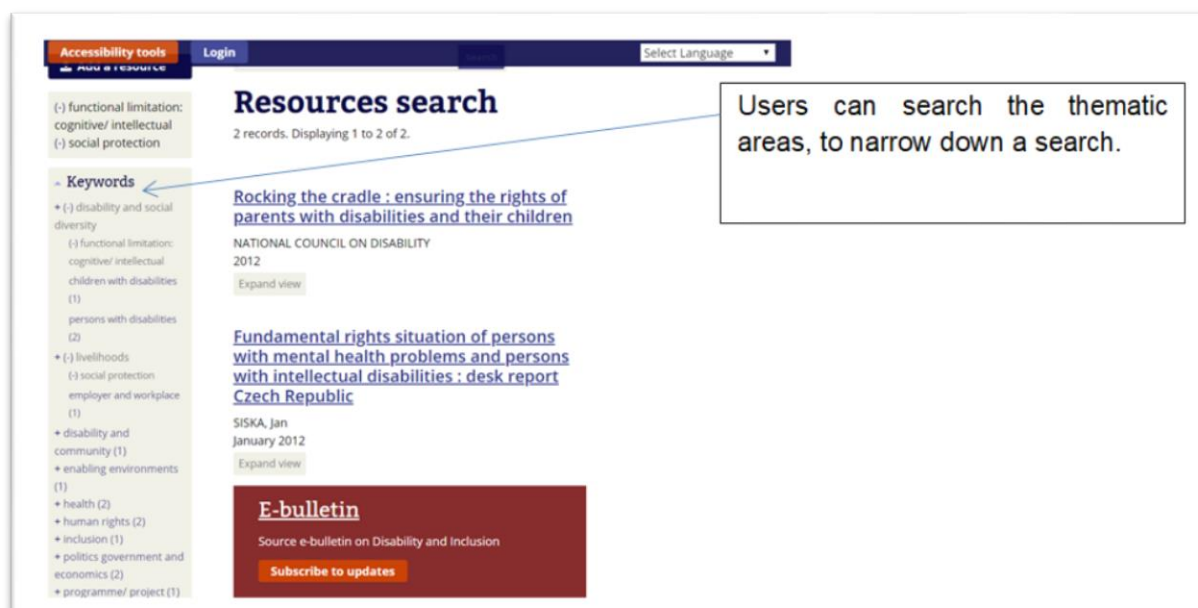 Accessibility tools
Login
Select Language
Add a resource
(-) functional limitation:
cognitive/ intellectual
(-) social protection
Keywords
+ (-) disability and social
diversity
(-) functional limitation:
cognitive/ intellectual
children with disabilities
(1)
persons with disabilities
(2)
+ (-) livelihoods
(-) social protection
employer and workplace
(1)
+ disability and
community (1)
+ enabling environments
(1)
+ health (2)
+ human rights (2)
+ inclusion (1)
+ politics government and
economics (2)
+ programme/ project (1)
Resources search
2 records. Displaying 1 to 2 of 2.
Rocking the cradle : ensuring the rights of
parents with disabilities and their children
NATIONAL COUNCIL ON DISABILITY
2012
Expand view
Fundamental rights situation of persons
with mental health problems and persons
with intellectual disabilities : desk report
Czech Republic
SISKA, Jan
January 2012
Expand view
E-bulletin
Source e-bulletin on Disability and Inclusion
Subscribe to updates
Users can search the thematic
areas, to narrow down a search.